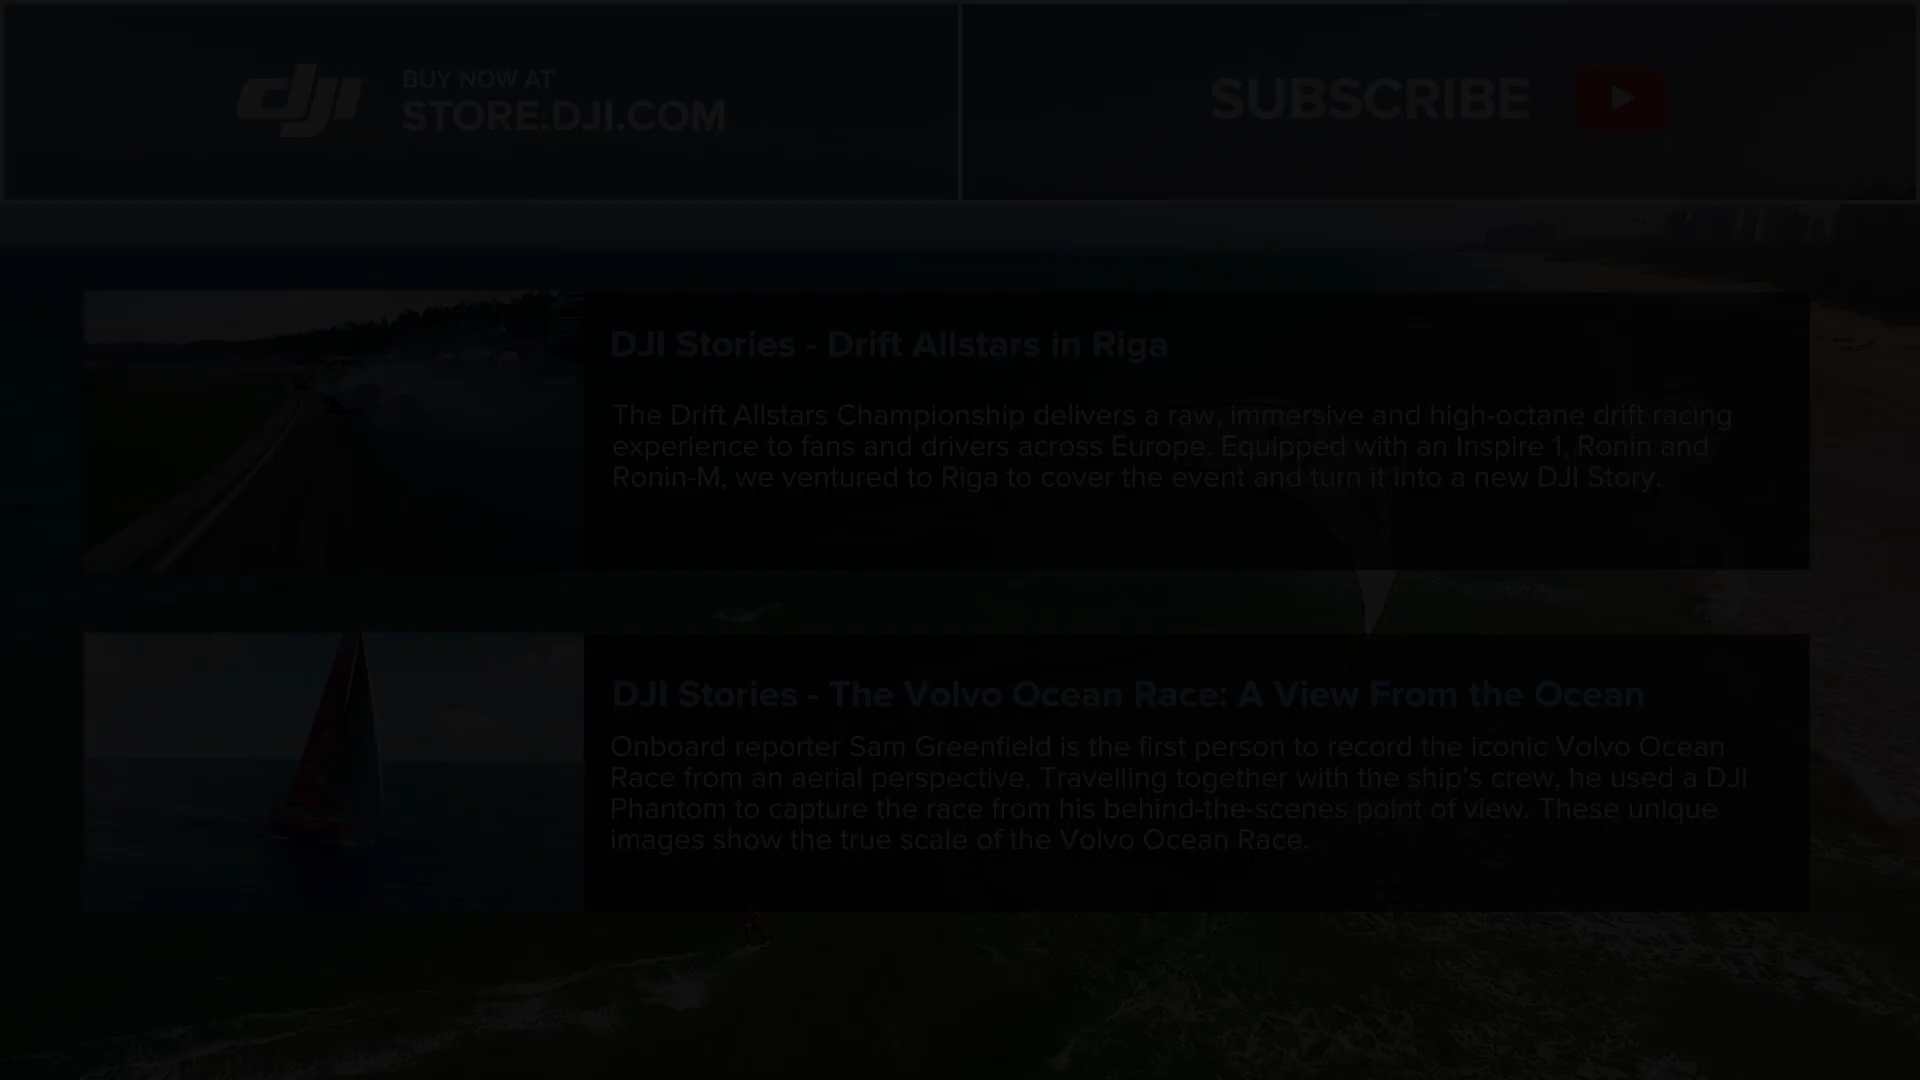 dji
BUY NOW AT
STORE.DJI.COM
SUBSCRIBE
DJI Stories - Drift Allstars in Riga
The Drift Allstars Championship delivers a raw, immersive and high-octane drift racing
experience to fans and drivers across Europe. Equipped with an Inspire 1, Ronin and
Ronin-M, we ventured to Riga to cover the event and turn it into a new DJI Story.
DJI Stories - The Volvo Ocean Race: A View From the Ocean
Onboard reporter Sam Greenfield is the first person to record the iconic Volvo Ocean
Race from an aerial perspective. Travelling together with the ship's crew, he used a DJI
Phantom to capture the race from his behind-the-scenes point of view. These unique
images show the true scale of the Volvo Ocean Race.